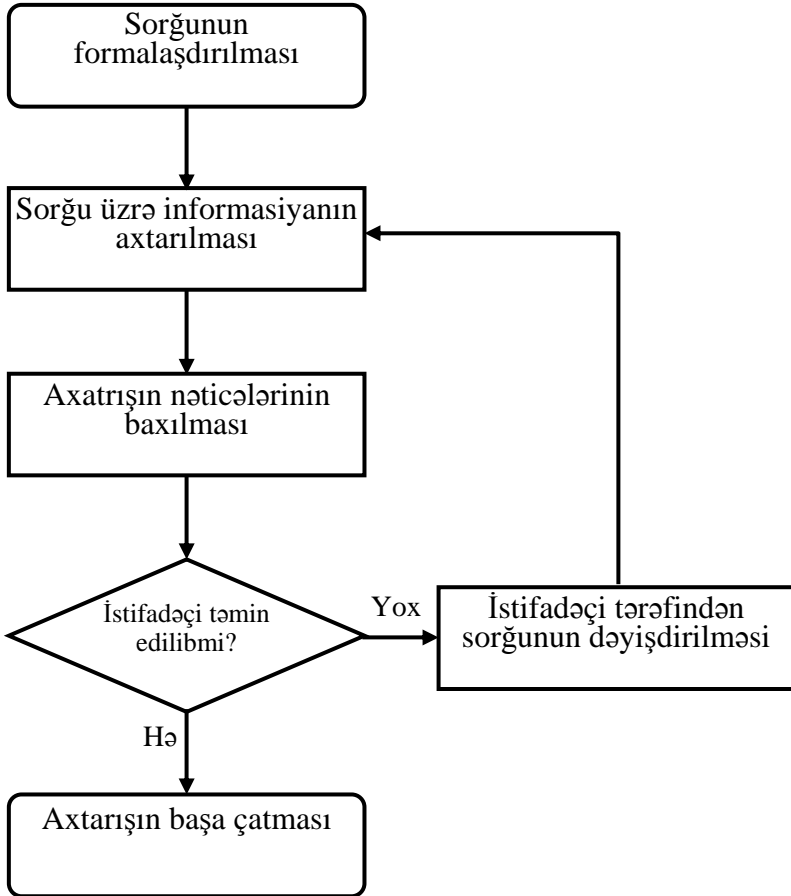 Sorğunun
formalaşdırılması
Sorğu üzrə informasiyanın
axtarılması
Axatrışın nəticələrinin
baxılması
İstifadəçi təmin
edilibmi?
Yox
İstifadəçi tərəfindən
sorğunun dəyişdirilməsi
Hə
Axtarışın başa çatması